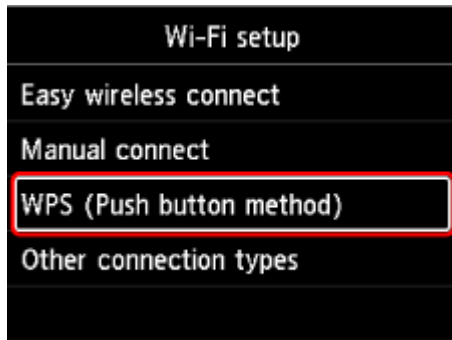 Wi-Fi setup
Easy wireless connect
Manual connect
WPS (Push button method)
Other connection types